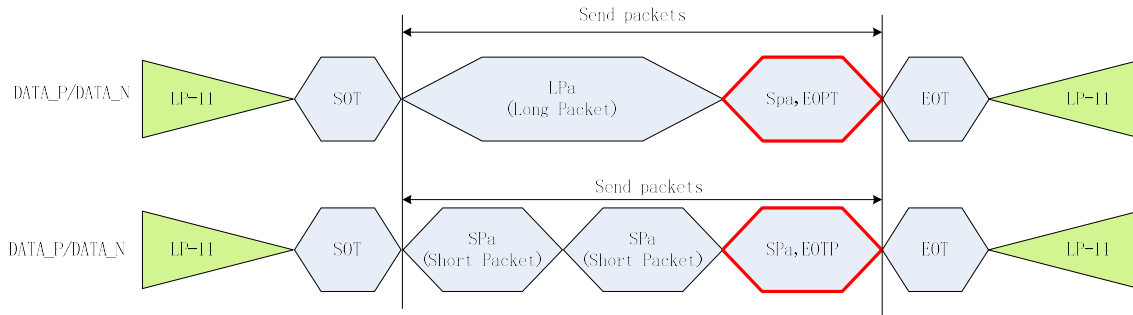 Send packets
DATA_P/DATA_N
LP-11
SOT
LPa
(Long Packet)
Spa,EOPT
EOT
LP-11
Send packets
DATA_P/DATA_N
LP-11
SOT
SPa
(Short Packet)
SPa
(Short Packet)
SPa,EOTP
EOT
LP-11